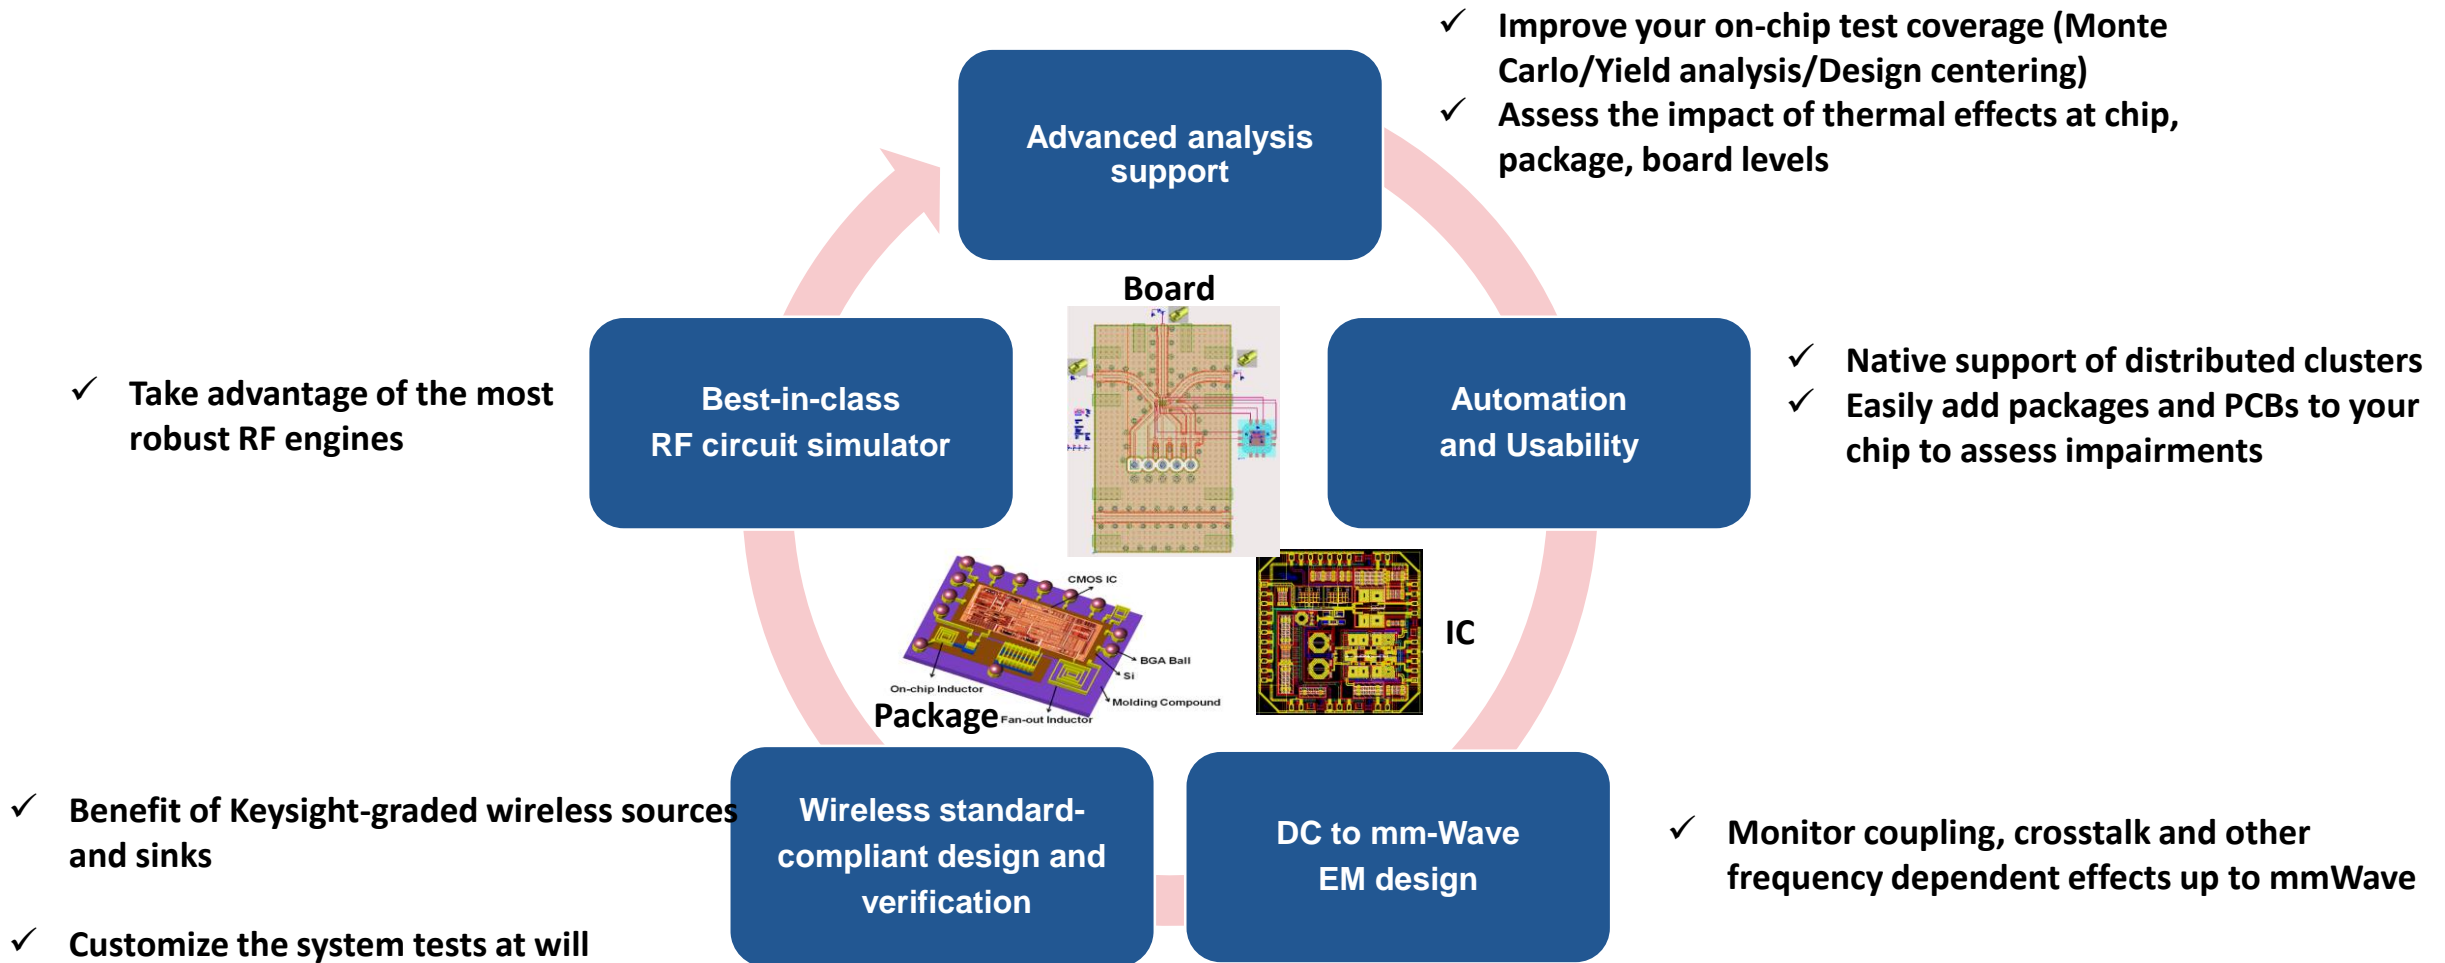 ✓ Improve your on-chip test coverage (Monte
Carlo/Yield analysis/Design centering)
✓ Assess the impact of thermal effects at chip,
package, board levels
Advanced analysis
support
Board
Best-in-class
RF circuit simulator
✓ Take advantage of the most
robust RF engines
Automation
and Usability
✓ Native support of distributed clusters
✓ Easily add packages and PCBs to your
chip to assess impairments
CMOS IC
BGA Ball
Si
On-chip Inductor
Molding Compound
Fan-out Inductor
Package
IC
Wireless standard-
compliant design and
verification
✓ Benefit of Keysight-graded wireless sources
and sinks
✓ Customize the system tests at will
DC to mm-Wave
EM design
✓ Monitor coupling, crosstalk and other
frequency dependent effects up to mmWave